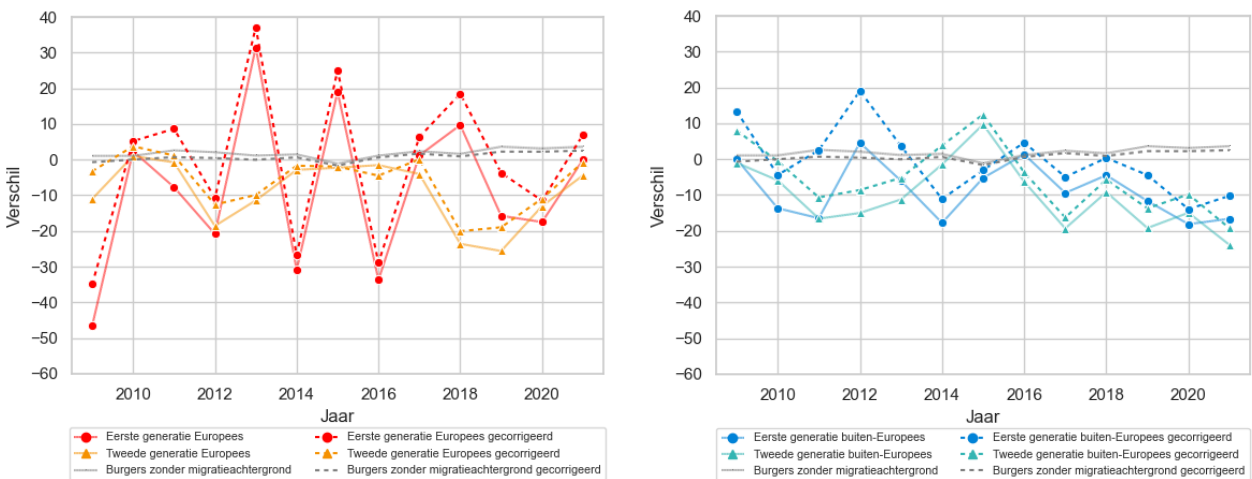 40
30
20
10
0
−10
−20
−30
−40
−50
−60
Verschil
2010 2012 2014 2016 2018 2020
Jaar
Eerste generatie Europees Eerste generatie Europees gecorrigeerd
Tweede generatie Europees Tweede generatie Europees gecorrigeerd
Burgers zonder migratieachtergrond Burgers zonder migratieachtergrond gecorrigeerd
40
30
20
10
0
−10
−20
−30
−40
−50
−60
Verschil
2010 2012 2014 2016 2018 2020
Jaar
Eerste generatie buiten-Europees Eerste generatie buiten-Europees gecorrigeerd
Tweede generatie buiten-Europees Tweede generatie buiten-Europees gecorrigeerd
Burgers zonder migratieachtergrond Burgers zonder migratieachtergrond gecorrigeerd